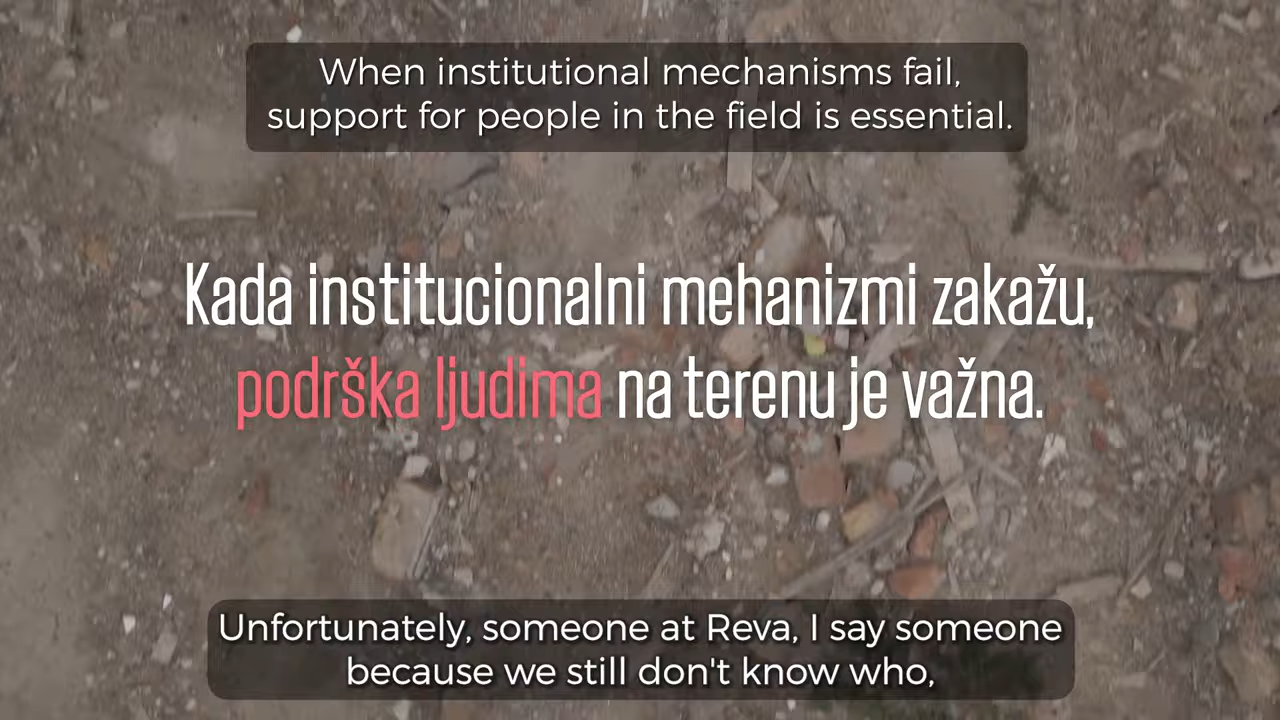 When institutional mechanisms fail,
support for people in the field is essential.
Kada institucionalni mehanizmi zakažu,
podrška ljudima na terenu je važna.
Unfortunately, someone at Reva, I say someone
because we still don't know who,